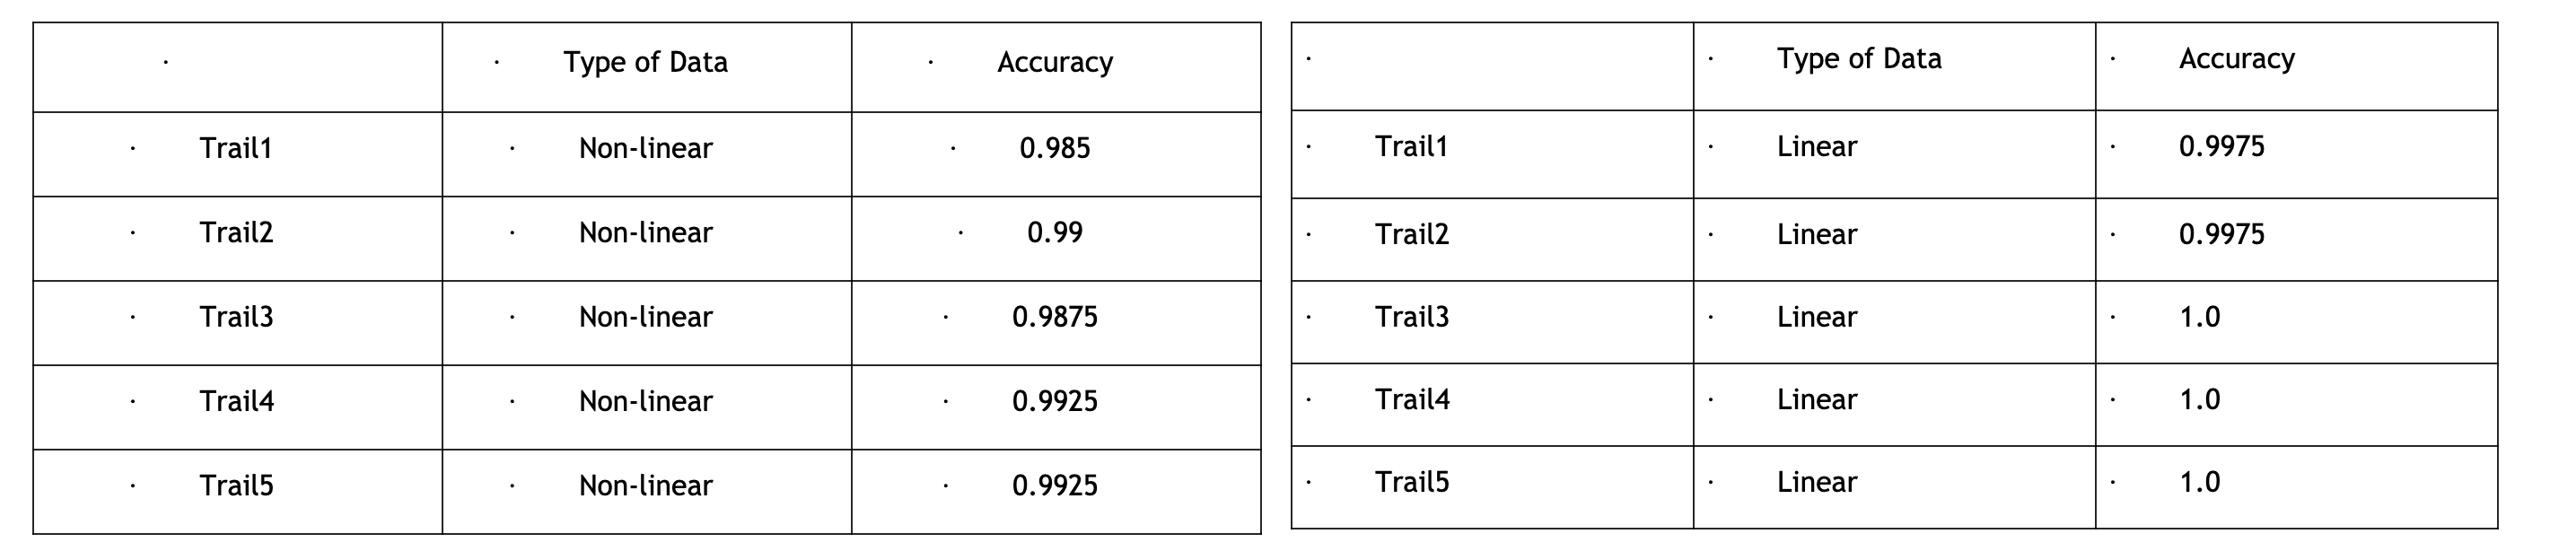 · · Type of Data · Accuracy
· Trail1 · Non-linear · 0.985
· Trail2 · Non-linear · 0.99
· Trail3 · Non-linear · 0.9875
· Trail4 · Non-linear · 0.9925
· Trail5 · Non-linear · 0.9925
· · Type of Data · Accuracy
· Trail1 · Linear · 0.9975
· Trail2 · Linear · 0.9975
· Trail3 · Linear · 1.0
· Trail4 · Linear · 1.0
· Trail5 · Linear · 1.0